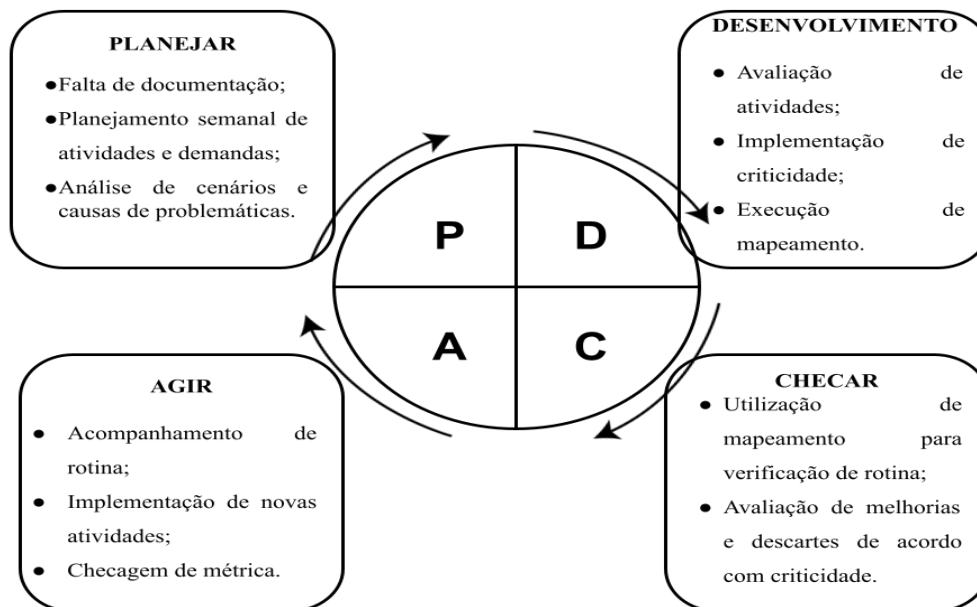 PLANEJAR
●Falta de documentação;
●Planejamento semanal de
atividades e demandas;
●Análise de cenários e
causas de problemáticas.
DESENVOLVIMENTO
● Avaliação de
atividades;
● Implementação de
criticidade;
● Execução de
mapeamento.
P D
A C
AGIR
● Acompanhamento de
rotina;
● Implementação de novas
atividades;
● Checagem de métrica.
CHECAR
● Utilização de
mapeamento para
verificação de rotina;
● Avaliação de melhorias
e descartes de acordo
com criticidade.